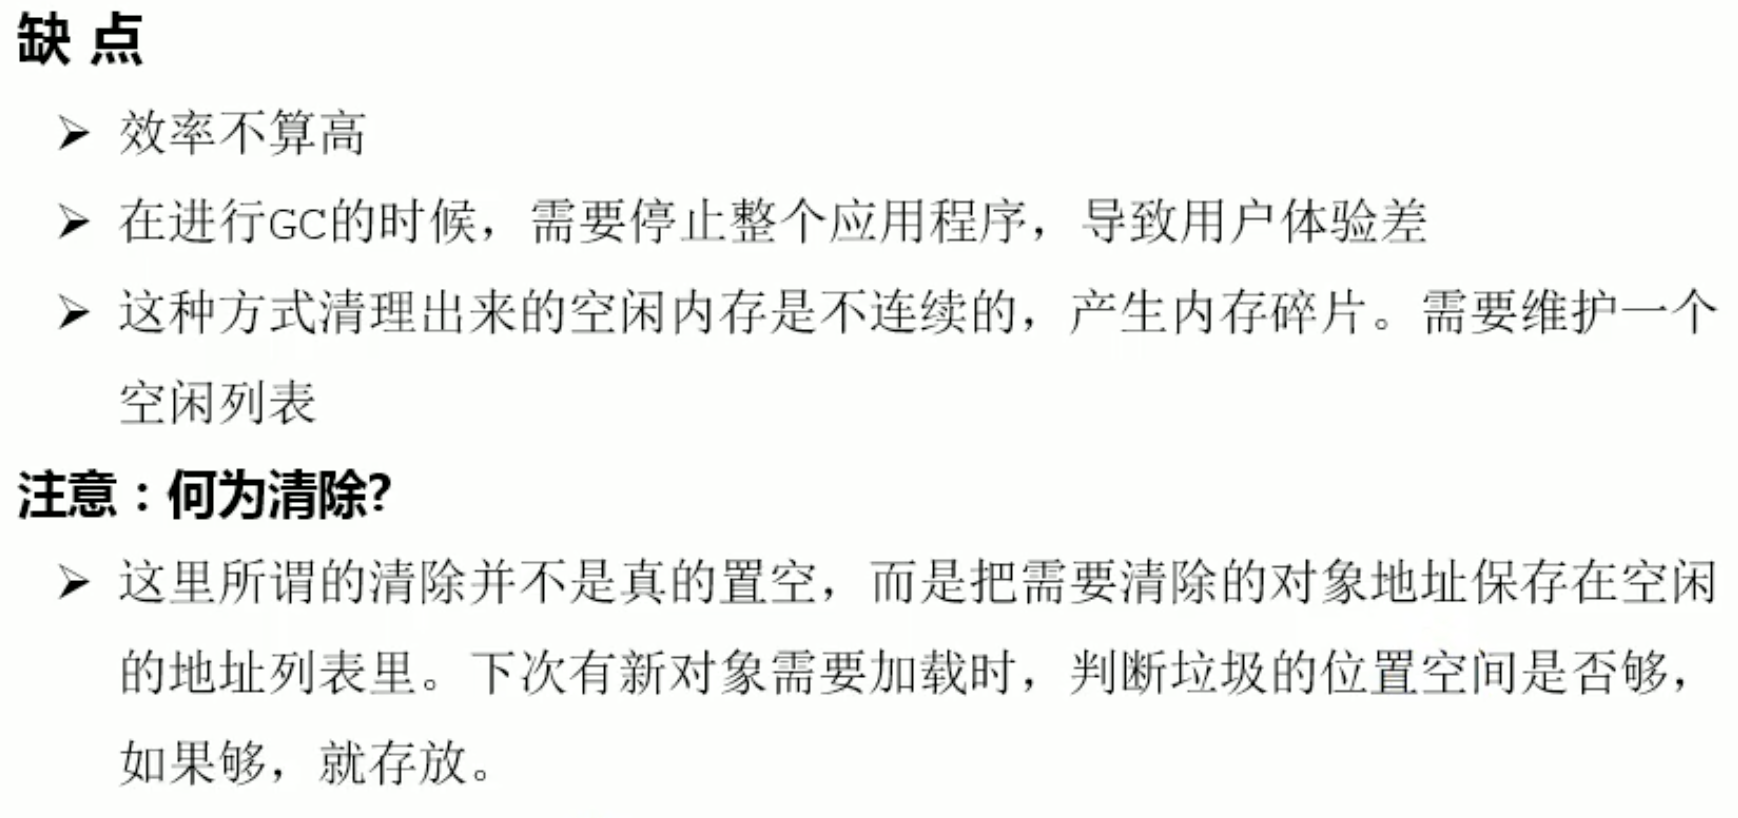 缺 点
➢ 效率不算高
➢ 在进行GC的时候，需要停止整个应用程序，导致用户体验差
➢ 这种方式清理出来的空闲内存是不连续的，产生内存碎片。需要维护一个
空闲列表
注意：何为清除?
➢ 这里所谓的清除并不是真的置空，而是把需要清除的对象地址保存在空闲
的地址列表里。下次有新对象需要加载时，判断垃圾的位置空间是否够，
如果够，就存放。